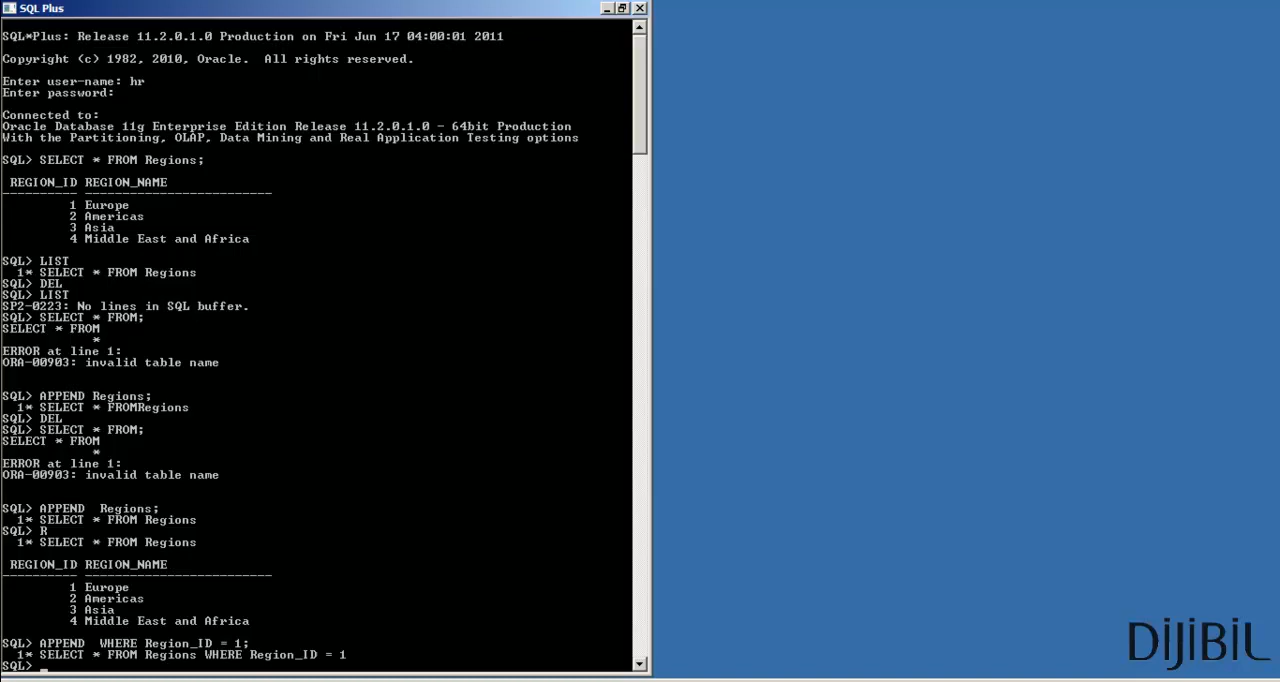 SQL Plus
SQL*Plus: Release 11.2.0.1.0 Production on Fri Jun 17 04:00:01 2011
Copyright (c) 1982, 2010, Oracle.  All rights reserved.
Enter user-name: hr
Enter password:
Connected to:
Oracle Database 11g Enterprise Edition Release 11.2.0.1.0 - 64bit Production
With the Partitioning, OLAP, Data Mining and Real Application Testing options
SQL> SELECT * FROM Regions;
 REGION_ID REGION_NAME
---------- -------------------------
         1 Europe
         2 Americas
         3 Asia
         4 Middle East and Africa
SQL> LIST
  1* SELECT * FROM Regions
SQL> DEL
SQL> LIST
SP2-0223: No lines in SQL buffer.
SQL> SELECT * FROM;
SELECT * FROM
            *
ERROR at line 1:
ORA-00903: invalid table name
SQL> APPEND Regions;
  1* SELECT * FROMRegions
SQL> DEL
SQL> SELECT * FROM;
SELECT * FROM
            *
ERROR at line 1:
ORA-00903: invalid table name
SQL> APPEND  Regions;
  1* SELECT * FROM Regions
SQL> R
  1* SELECT * FROM Regions
 REGION_ID REGION_NAME
---------- -------------------------
         1 Europe
         2 Americas
         3 Asia
         4 Middle East and Africa
SQL> APPEND  WHERE Region_ID = 1;
  1* SELECT * FROM Regions WHERE Region_ID = 1
SQL> _
DiJiBiL